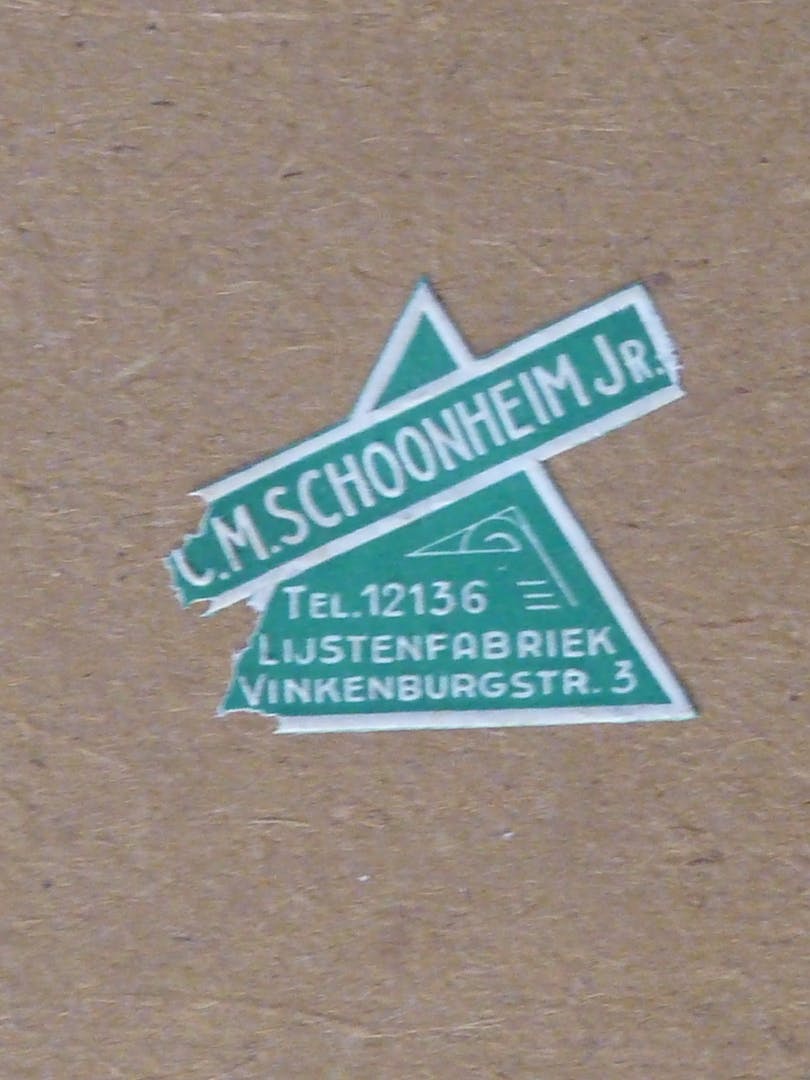 C.M.SCHOONHEIM JR.
TEL.12136
LIJSTENFABRIEK
VINKENBURGSTR. 3